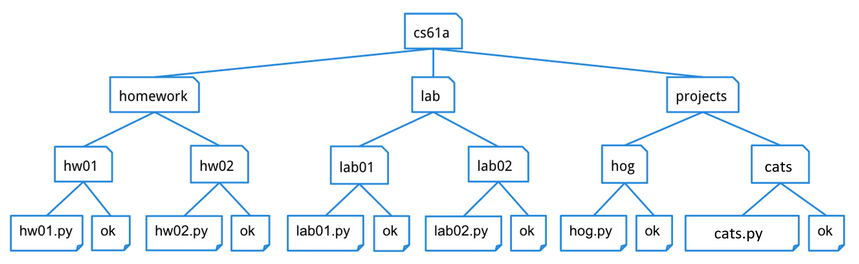 cs61a
homework
lab
projects
hw01
hw02
lab01
lab02
hog
cats
hw01.py
ok
hw02.py
ok
lab01.py
ok
lab02.py
ok
hog.py
ok
cats.py
ok